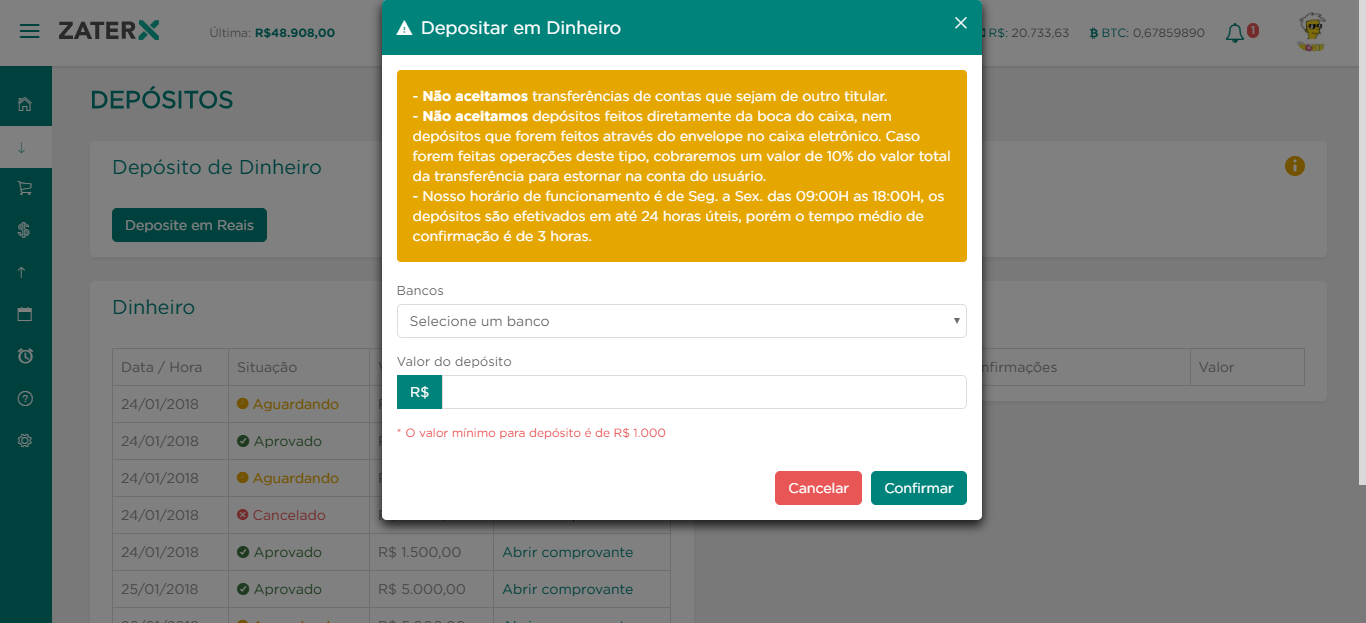 ZATERX
Última: R$48.908,00
R$: 20.733,63
BTC: 0,67859890
1
Depositar em Dinheiro
DEPÓSITOS
- Não aceitamos transferências de contas que sejam de outro titular.
- Não aceitamos depósitos feitos diretamente da boca do caixa, nem
depósitos que forem feitos através do envelope no caixa eletrônico. Caso
forem feitas operações deste tipo, cobraremos um valor de 10% do valor total
da transferência para estornar na conta do usuário.
- Nosso horário de funcionamento é de Seg. a Sex. das 09:00H as 18:00H, os
depósitos são efetivados em até 24 horas úteis, porém o tempo médio de
confirmação é de 3 horas.
Depósito de Dinheiro
Deposite em Reais
Bancos
Selecione um banco
Valor do depósito
R$
* O valor mínimo para depósito é de R$ 1.000
Cancelar
Confirmar
Dinheiro
Data / Hora
Situação
nfirmações
Valor
24/01/2018
Aguardando
24/01/2018
Aprovado
24/01/2018
Aguardando
24/01/2018
Cancelado
24/01/2018
Aprovado
R$ 1.500,00
Abrir comprovante
25/01/2018
Aprovado
R$ 5.000,00
Abrir comprovante